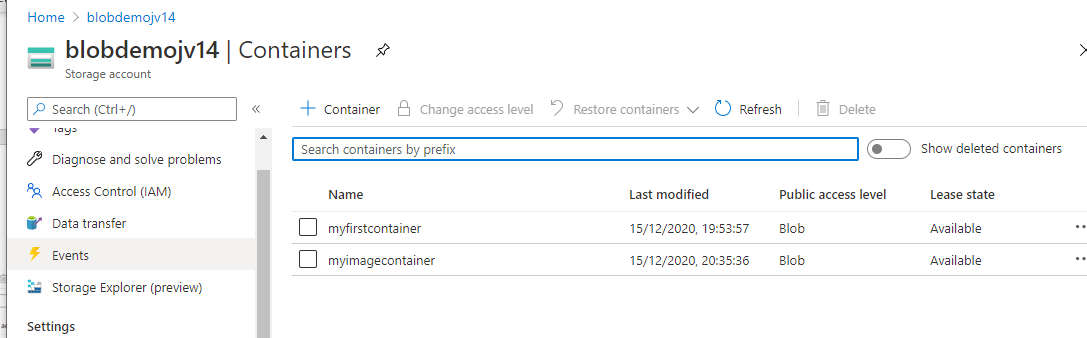 Home > blobdemojv14
blobdemojv14 | Containers
Storage account
Search (Ctrl+/) «
Tags
Diagnose and solve problems
Access Control (IAM)
Data transfer
Events
Storage Explorer (preview)
Settings
+ Container Change access level Restore containers Refresh Delete
Search containers by prefix Show deleted containers
Name Last modified Public access level Lease state
myfirstcontainer 15/12/2020, 19:53:57 Blob Available
myimagecontainer 15/12/2020, 20:35:36 Blob Available